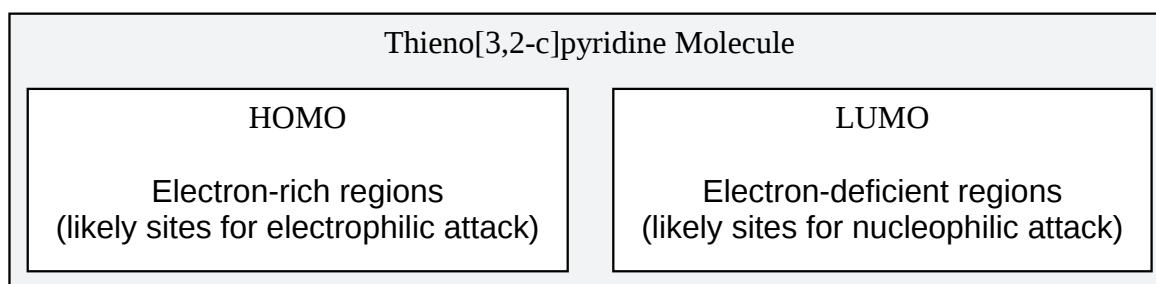 Thieno[3,2-c]pyridine Molecule
HOMO
Electron-rich regions
(likely sites for electrophilic attack)
LUMO
Electron-deficient regions
(likely sites for nucleophilic attack)